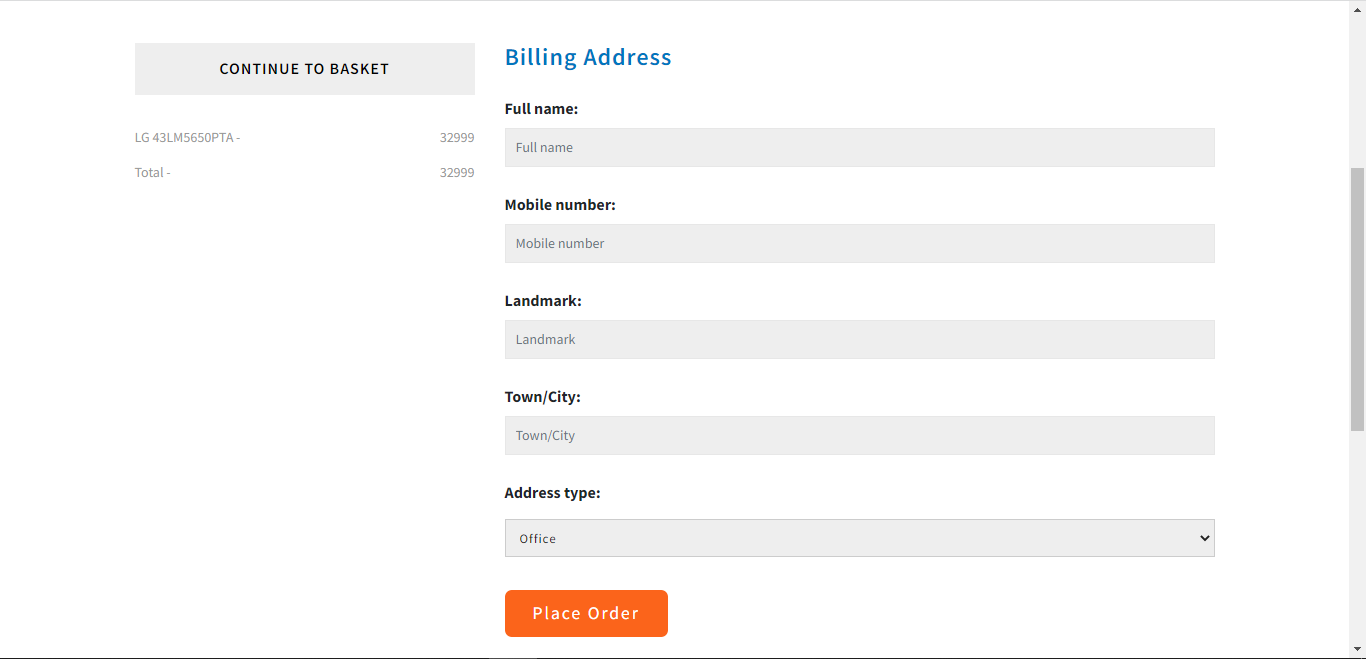 CONTINUE TO BASKET
LG 43LM5650PTA - 32999
Total - 32999
Billing Address
Full name:
Full name
Mobile number:
Mobile number
Landmark:
Landmark
Town/City:
Town/City
Address type:
Office
Place Order